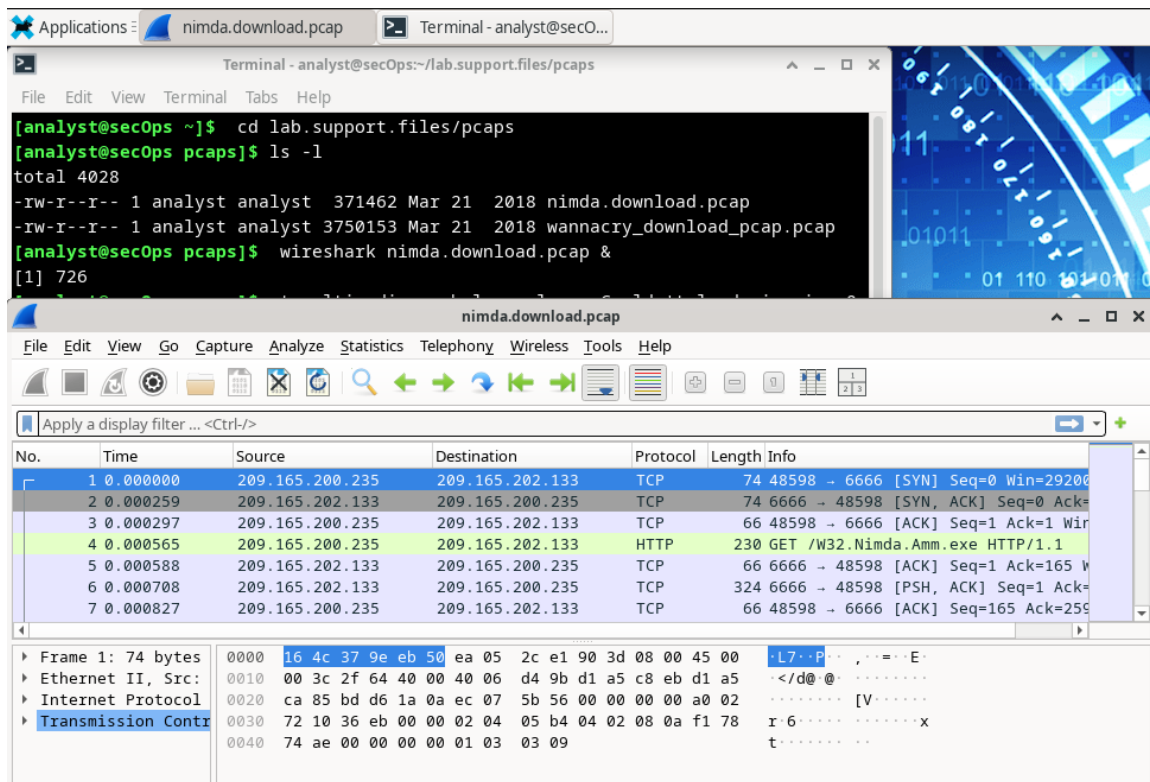 Applications nimda.download.pcap Terminal - analyst@secO...
Terminal - analyst@secOps:~/lab.support.files/pcaps
File Edit View Terminal Tabs Help
[analyst@secOps ~]$ cd lab.support.files/pcaps
[analyst@secOps pcaps]$ ls -l
total 4028
-rw-r--r-- 1 analyst analyst 371462 Mar 21 2018 nimda.download.pcap
-rw-r--r-- 1 analyst analyst 3750153 Mar 21 2018 wannacry_download_pcap.pcap
[analyst@secOps pcaps]$ wireshark nimda.download.pcap &
[1] 726
nimda.download.pcap
File Edit View Go Capture Analyze Statistics Telephony Wireless Tools Help
Apply a display filter ... <Ctrl-/>
No. Time Source Destination Protocol Length Info
1 0.000000 209.165.200.235 209.165.202.133 TCP 74 48598 → 6666 [SYN] Seq=0 Win=29200
2 0.000259 209.165.202.133 209.165.200.235 TCP 74 6666 → 48598 [SYN, ACK] Seq=0 Ack=
3 0.000297 209.165.200.235 209.165.202.133 TCP 66 48598 → 6666 [ACK] Seq=1 Ack=1 Win
4 0.000565 209.165.200.235 209.165.202.133 HTTP 230 GET /W32.Nimda.Amm.exe HTTP/1.1
5 0.000588 209.165.202.133 209.165.200.235 TCP 66 6666 → 48598 [ACK] Seq=1 Ack=165 W
6 0.000708 209.165.202.133 209.165.200.235 TCP 324 6666 → 48598 [PSH, ACK] Seq=1 Ack=
7 0.000827 209.165.200.235 209.165.202.133 TCP 66 48598 → 6666 [ACK] Seq=165 Ack=259
Frame 1: 74 bytes
Ethernet II, Src:
Internet Protocol
Transmission Contr
0000 16 4c 37 9e eb 50 ea 05 2c e1 90 3d 08 00 45 00 ·L7··P·· ,··=··E·
0010 00 3c 2f 64 40 00 40 06 d4 9b d1 a5 c8 eb d1 a5 ·</d@·@· ········
0020 ca 85 bd d6 1a 0a ec 07 5b 56 00 00 00 00 a0 02 ········ [V······
0030 72 10 36 eb 00 00 02 04 05 b4 04 02 08 0a f1 78 r·6····· ·······x
0040 74 ae 00 00 00 00 01 03 03 09 t······· ··